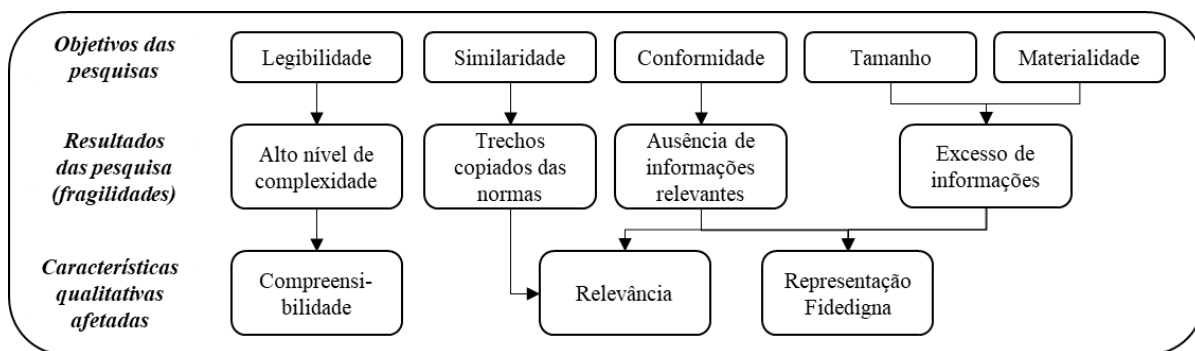 Objetivos das
pesquisas
Legibilidade
Similaridade
Conformidade
Tamanho
Materialidade
Resultados
das pesquisa
(fragilidades)
Alto nível de
complexidade
Trechos
copiados das
normas
Ausência de
informações
relevantes
Excesso de
informações
Características
qualitativas
afetadas
Compreensi-
bilidade
Relevância
Representação
Fidedigna